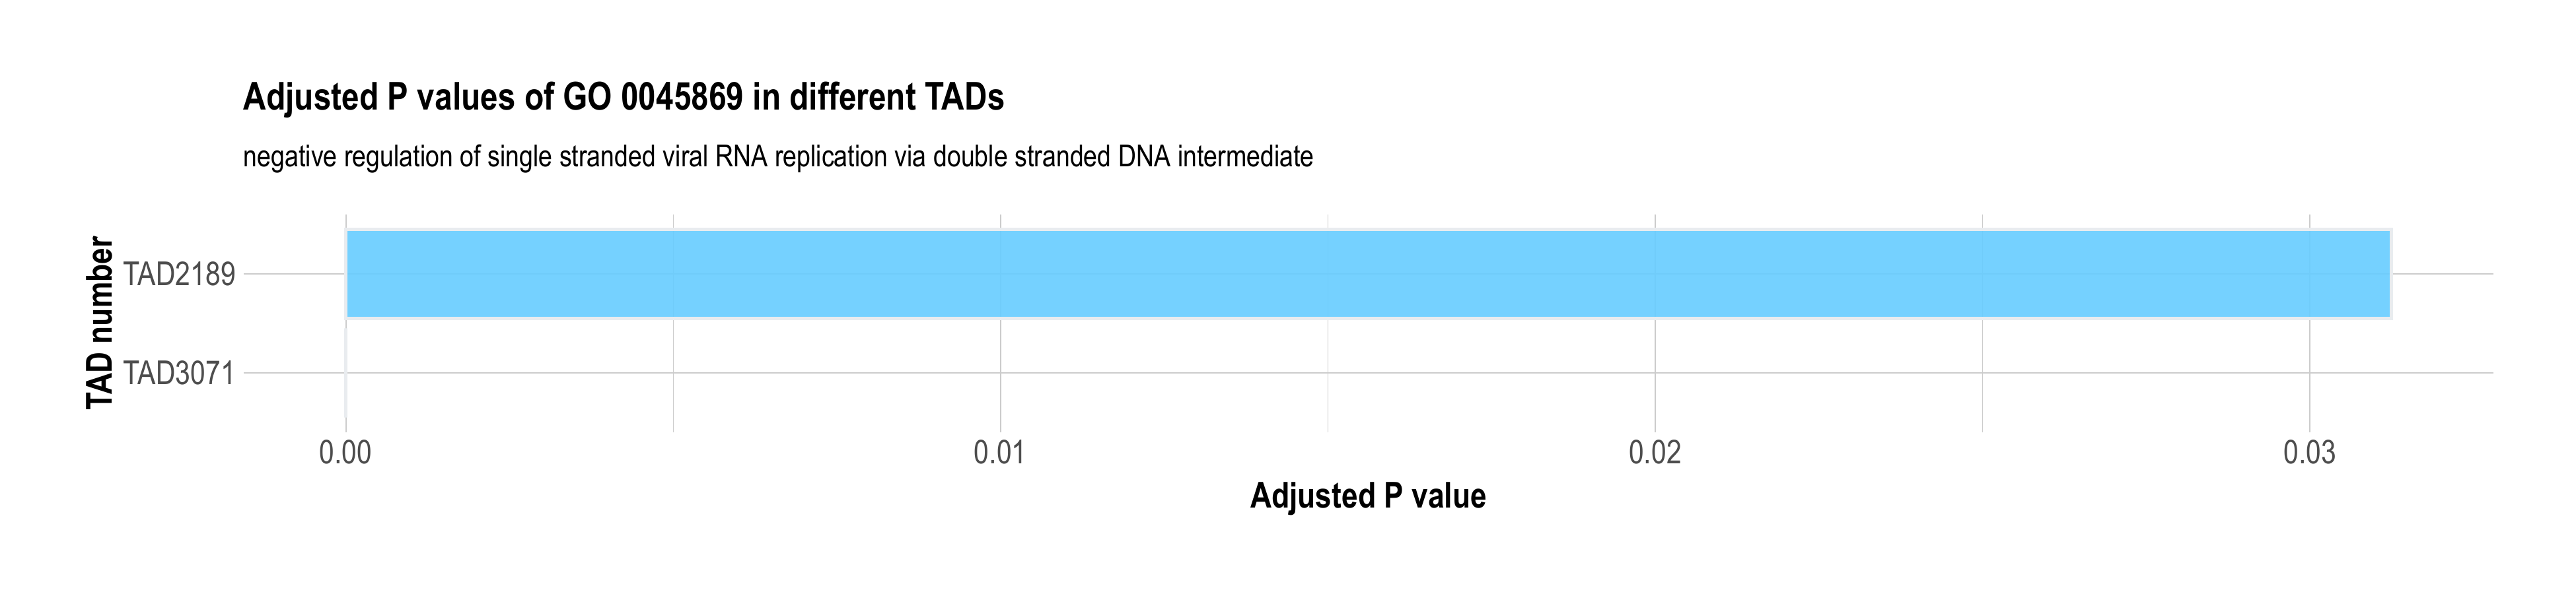 Adjusted P values of GO 0045869 in different TADs
negative regulation of single stranded viral RNA replication via double stranded DNA intermediate
TAD number
TAD2189
TAD3071
0.00 0.01 0.02 0.03
Adjusted P value